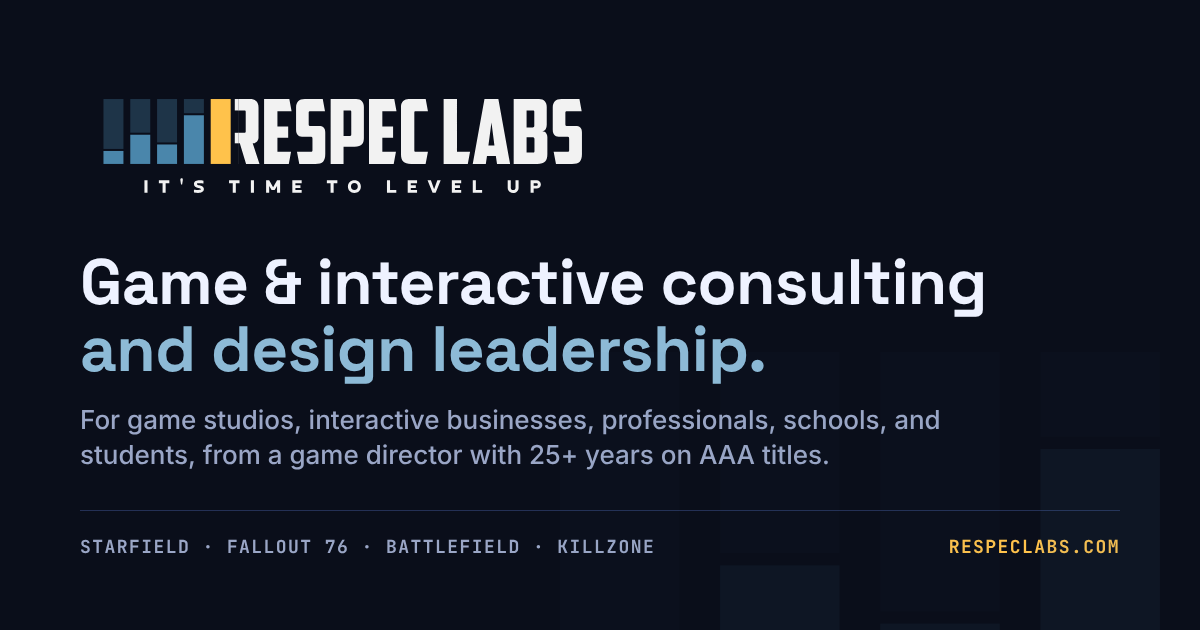 RESPEC LABS
IT'S TIME TO LEVEL UP
Game & interactive consulting
and design leadership.
For game studios, interactive businesses, professionals, schools, and
students, from a game director with 25+ years on AAA titles.
STARFIELD · FALLOUT 76 · BATTLEFIELD · KILLZONE
RESPECLABS.COM